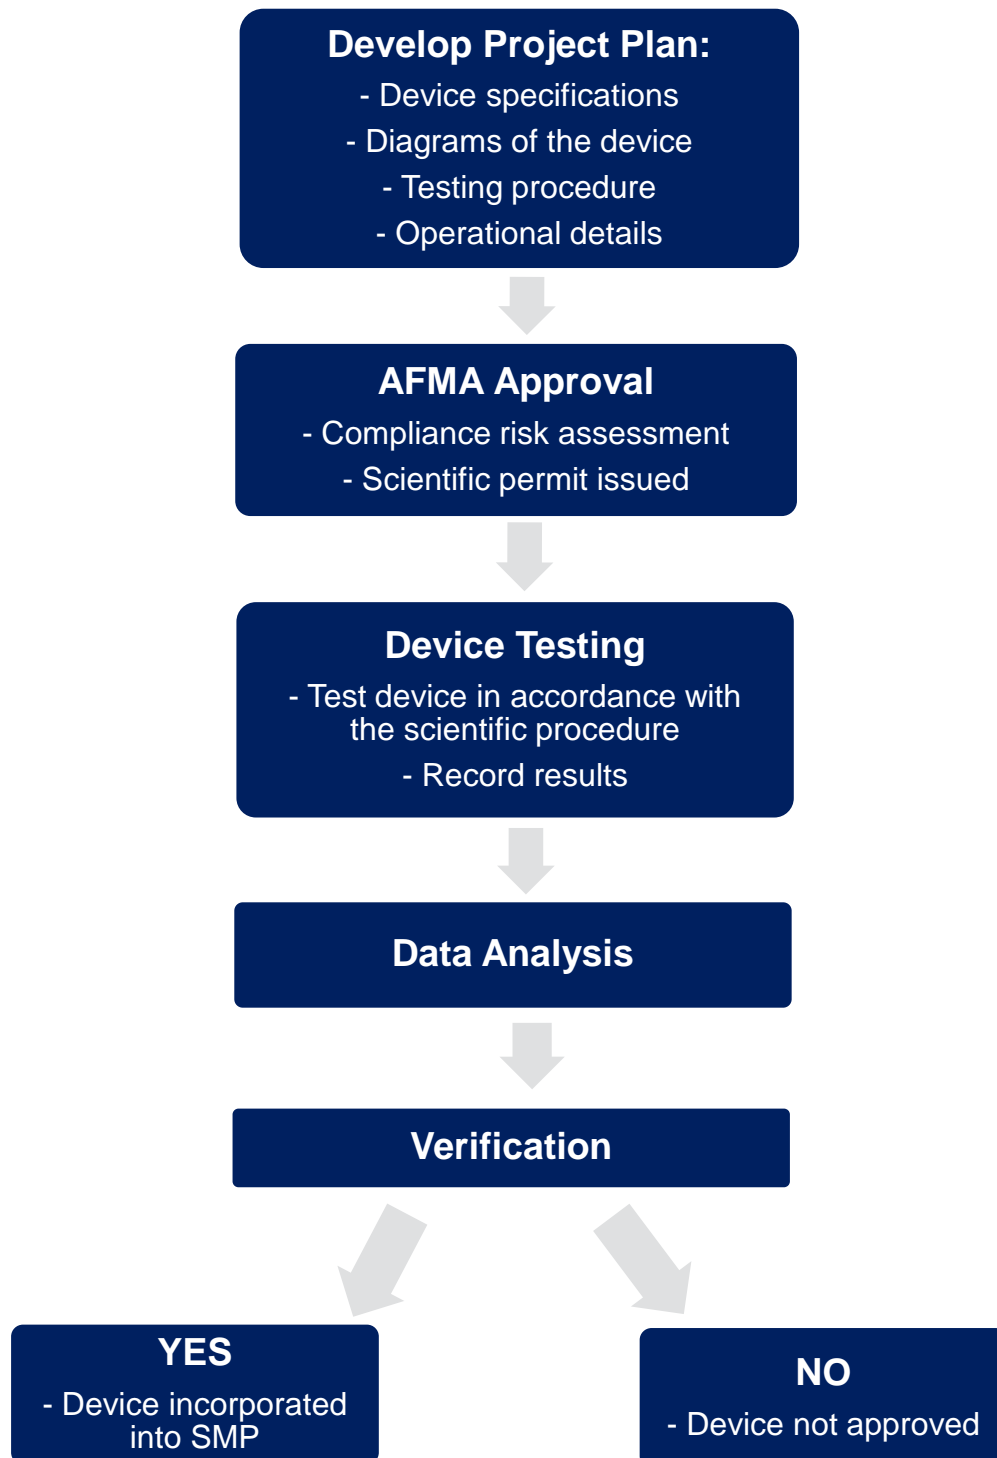 Develop Project Plan:
- Device specifications
- Diagrams of the device
- Testing procedure
- Operational details
AFMA Approval
- Compliance risk assessment
- Scientific permit issued
Device Testing
- Test device in accordance with
the scientific procedure
- Record results
Data Analysis
Verification
YES
- Device incorporated
into SMP
NO
- Device not approved